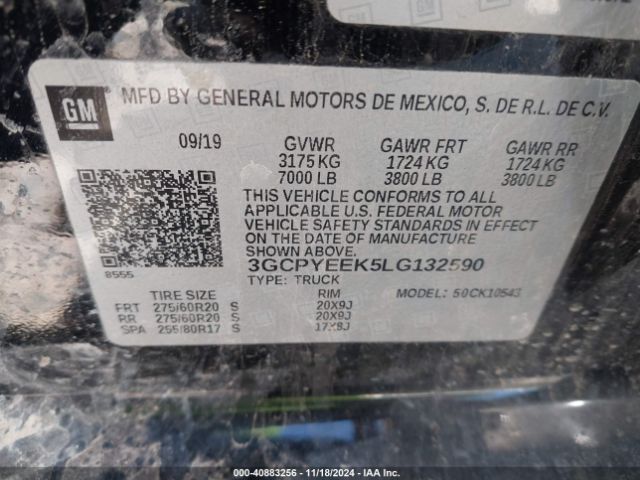 GM
MFD BY GENERAL MOTORS DE MEXICO, S. DE R.L. DE C.V.
09/19 GVWR GAWR FRT GAWR RR
3175 KG 1724 KG 1724 KG
7000 LB 3800 LB 3800 LB
THIS VEHICLE CONFORMS TO ALL
APPLICABLE U.S. FEDERAL MOTOR
VEHICLE SAFETY STANDARDS IN EFFECT
ON THE DATE OF MANUFACTURE SHOWN ABOVE.
3GCPYEEK5LG132590
8555 TYPE: TRUCK
TIRE SIZE RIM MODEL: 50CK10543
FRT 275/60R20 S 20X9J
RR 275/60R20 S 20X9J
SPA 255/80R17 S 17X8J
000-40883256 - 11/18/2024 - IAA Inc.